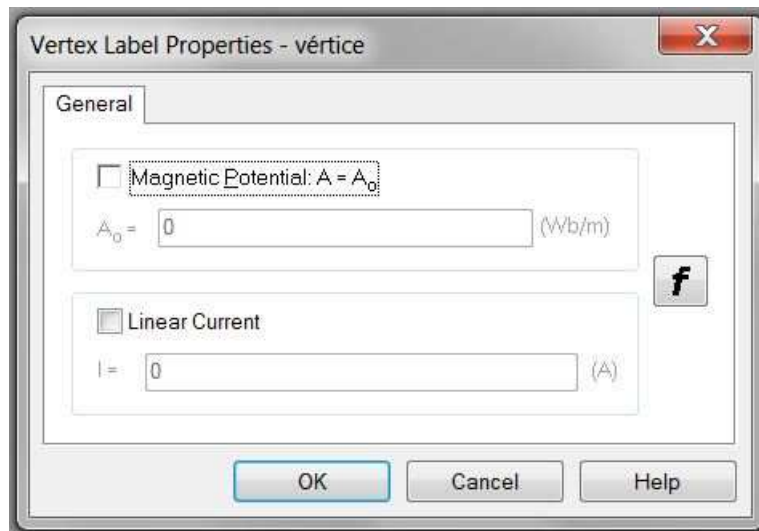 Vertex Label Properties - vértice
X
General
Magnetic Potential: A = Ao
Ao = 0 (Wb/m)
f
Linear Current
I = 0 (A)
OK Cancel Help